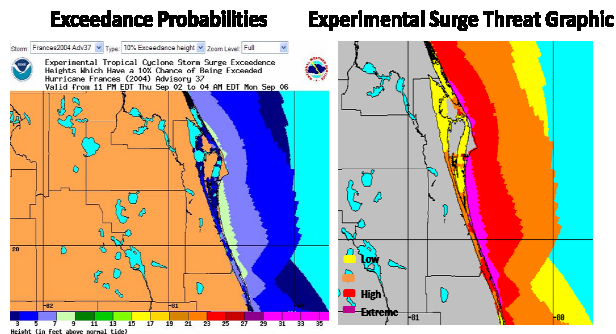 Exceedance Probabilities
Experimental Surge Threat Graphic
Storm: Frances2004.Adv37 Type: 10% Exceedance height Zoom Level: Full
Experimental Tropical Cyclone Storm Surge Exceedance
Heights Which Have a 10% Chance of Being Exceeded
Hurricane Frances (2004) Advisory 37
Valid from 11 PM EDT Thu Sep 02 to 04 AM EDT Mon Sep 06
28
-82
-81
3 5 7 9 11 13 15 17 19 21 23 25 27 29 31 33 35
Height (in feet above normal tide)
Low
High
Extreme
-81
-80